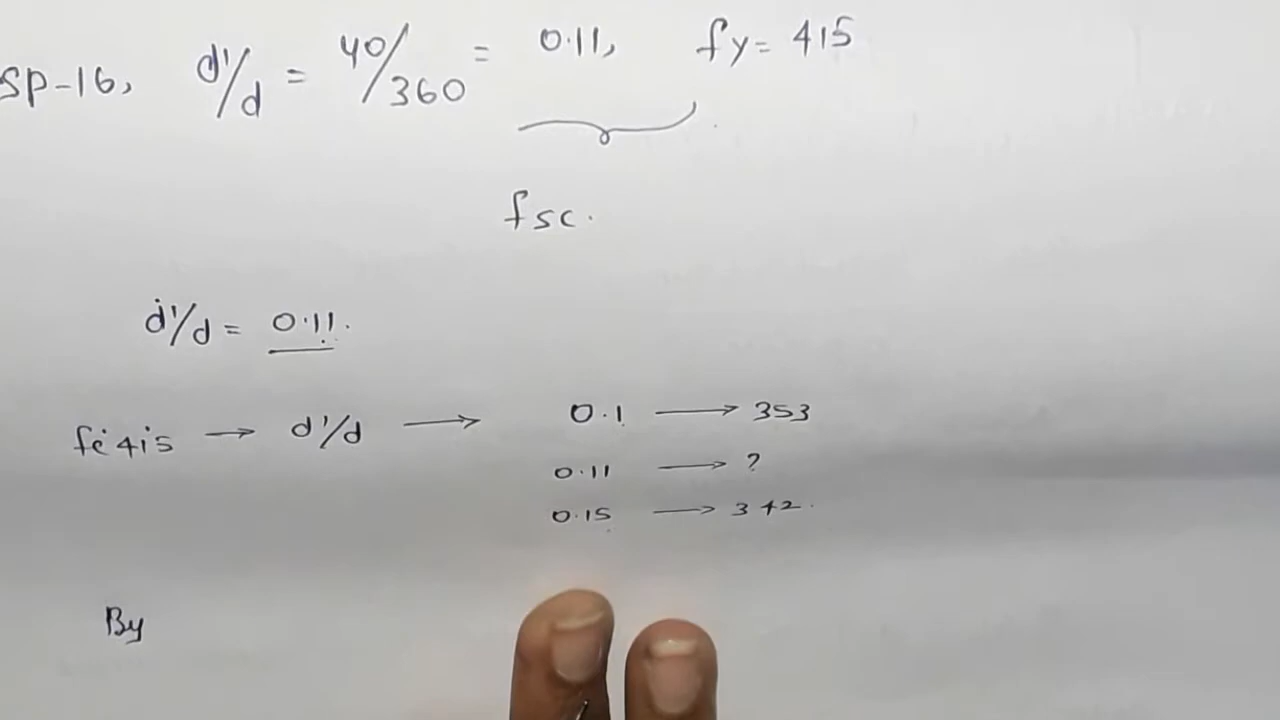 SP-16, d'/d = 40/360 = 0.11, fy = 415
fsc.
d'/d = 0.11.
fe415 → d'/d → 0.1 → 353
0.11 → ?
0.15 → 342.
By